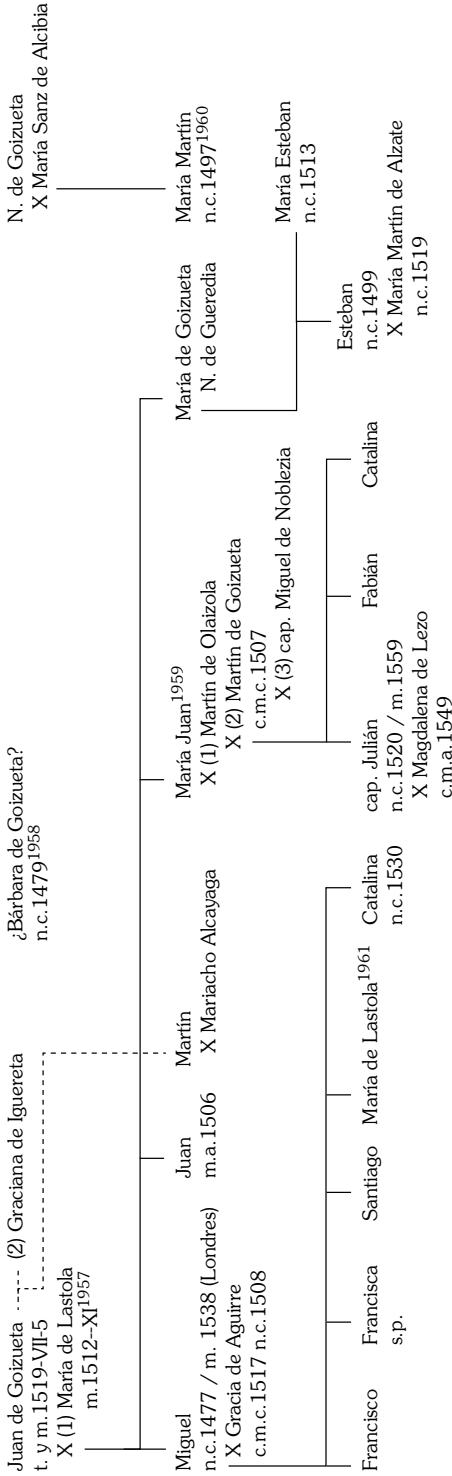 Juan de Goizueta
(2) Graciana de Iguereta
t. y m.1519-VII-5
X (1) María de Lastola
m.1512--XI1957
¿Bárbara de Goizueta?
n.c.14791958
N. de Goizueta
X María Sanz de Alcibia
Miguel
n.c.1477 / m. 1538 (Londres)
X Gracia de Aguirre
c.m.c.1517 n.c.1508
Juan
m.a.1506
Martín
X Mariacho Alcayaga
María Juan1959
X (1) Martín de Olaizola
X (2) Martín de Goizueta
c.m.c.1507
X (3) cap. Miguel de Noblezia
María de Goizueta
N. de Gueredia
María Martín
n.c.14971960
Francisco
Francisca
s.p.
Santiago
María de Lastola1961
Catalina
n.c.1530
cap. Julián
n.c.1520 / m.1559
X Magdalena de Lezo
c.m.a.1549
Fabián
Catalina
Esteban
n.c.1499
X María Martín de Alzate
n.c.1519
María Esteban
n.c.1513